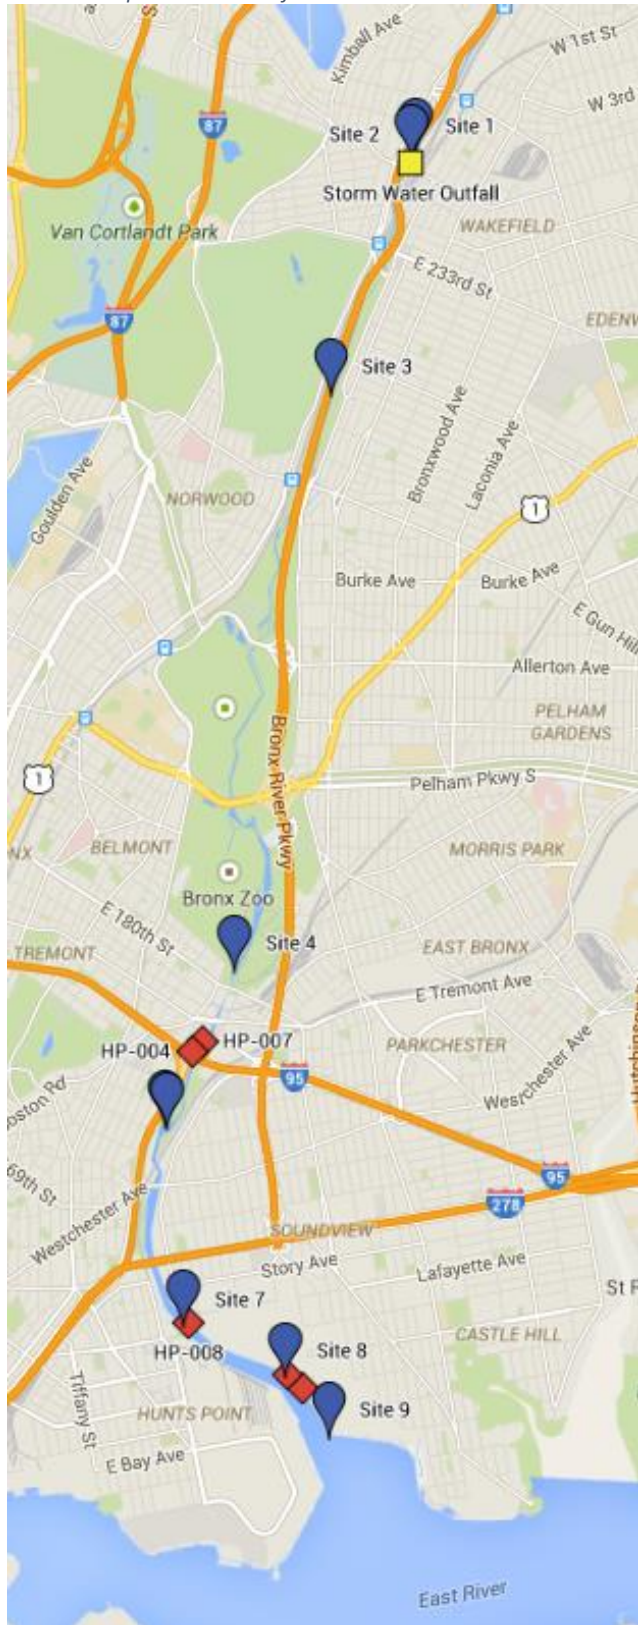 Kimball Ave
W 1st St
W 3rd
87
Site 2
Site 1
Storm Water Outfall
Van Cortlandt Park
WAKEFIELD
E 233rd St
87
EDENW
Site 3
Bronxwood Ave
Laconia Ave
Goulden Ave
NORWOOD
1
Burke Ave
Burke Ave
E Gun Hill
Allerton Ave
PELHAM
GARDENS
Bronx River Pkwy
1
Pelham Pkwy S
NX
BELMONT
MORRIS PARK
Bronx Zoo
E 180th St
Site 4
TREMONT
EAST BRONX
E Tremont Ave
HP-004
HP-007
PARKCHESTER
95
oston Rd
Westchester Ave
69th St
95
278
Westchester Ave
SOUNDVIEW
Story Ave
Lafayette Ave
Site 7
St R
HP-008
Site 8
CASTLE HILL
Tiffany St
HUNTS POINT
Site 9
E Bay Ave
East River